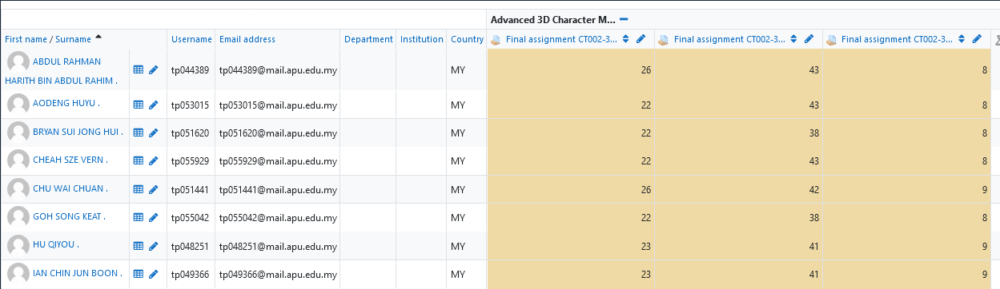 Advanced 3D Character M...
First name / Surname Username Email address Department Institution Country Final assignment CT002-3... Final assignment CT002-3... Final assignment CT002-3...
ABDUL RAHMAN
HARITH BIN ABDUL RAHIM . tp044389 tp044389@mail.apu.edu.my MY 26 43 8
AODENG HUYU . tp053015 tp053015@mail.apu.edu.my MY 22 43 8
BRYAN SUI JONG HUI . tp051620 tp051620@mail.apu.edu.my MY 22 38 8
CHEAH SZE VERN . tp055929 tp055929@mail.apu.edu.my MY 22 43 8
CHU WAI CHUAN . tp051441 tp051441@mail.apu.edu.my MY 26 42 9
GOH SONG KEAT . tp055042 tp055042@mail.apu.edu.my MY 22 38 8
HU QIYOU . tp048251 tp048251@mail.apu.edu.my MY 23 41 9
IAN CHIN JUN BOON . tp049366 tp049366@mail.apu.edu.my MY 23 41 9